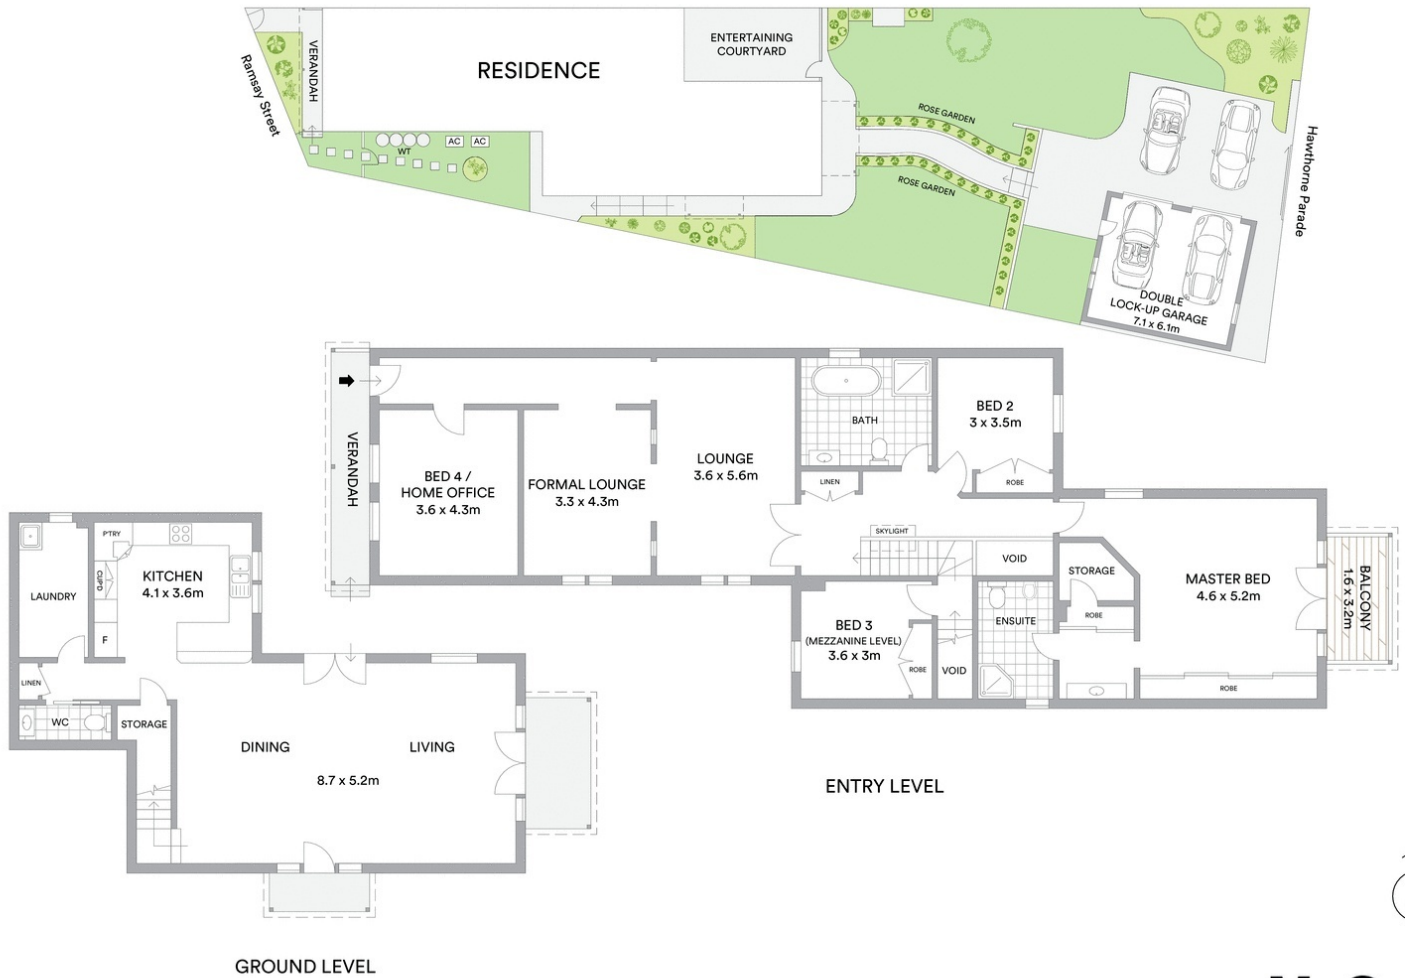 ENTERTAINING
COURTYARD
RESIDENCE
VERANDAH
Ramsay Street
AC
AC
WT
ROSE GARDEN
ROSE GARDEN
Hawthorne Parade
DOUBLE
LOCK-UP GARAGE
7.1 x 6.1m
VERANDAH
BED 4 /
HOME OFFICE
3.6 x 4.3m
FORMAL LOUNGE
3.3 x 4.3m
LOUNGE
3.6 x 5.6m
BATH
BED 2
3 x 3.5m
ROBE
LINEN
SKYLIGHT
VOID
STORAGE
MASTER BED
4.6 x 5.2m
BALCONY
1.6 x 3.2m
BED 3
(MEZZANINE LEVEL)
3.6 x 3m
ROBE
VOID
ENSUITE
ROBE
ROBE
ENTRY LEVEL
P'TRY
CUP'D
KITCHEN
4.1 x 3.6m
LAUNDRY
F
LINEN
WC
STORAGE
DINING
LIVING
8.7 x 5.2m
GROUND LEVEL